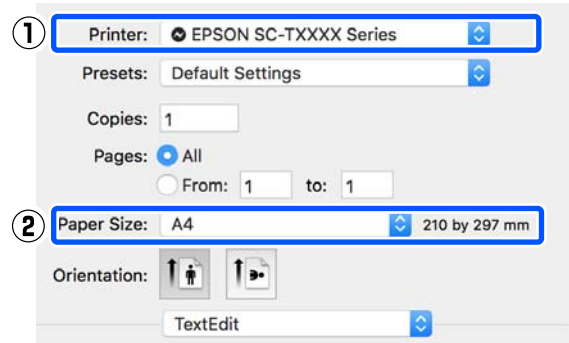 ① Printer: EPSON SC-TXXXX Series
Presets: Default Settings
Copies: 1
Pages: All
From: 1 to: 1
② Paper Size: A4 210 by 297 mm
Orientation:
TextEdit